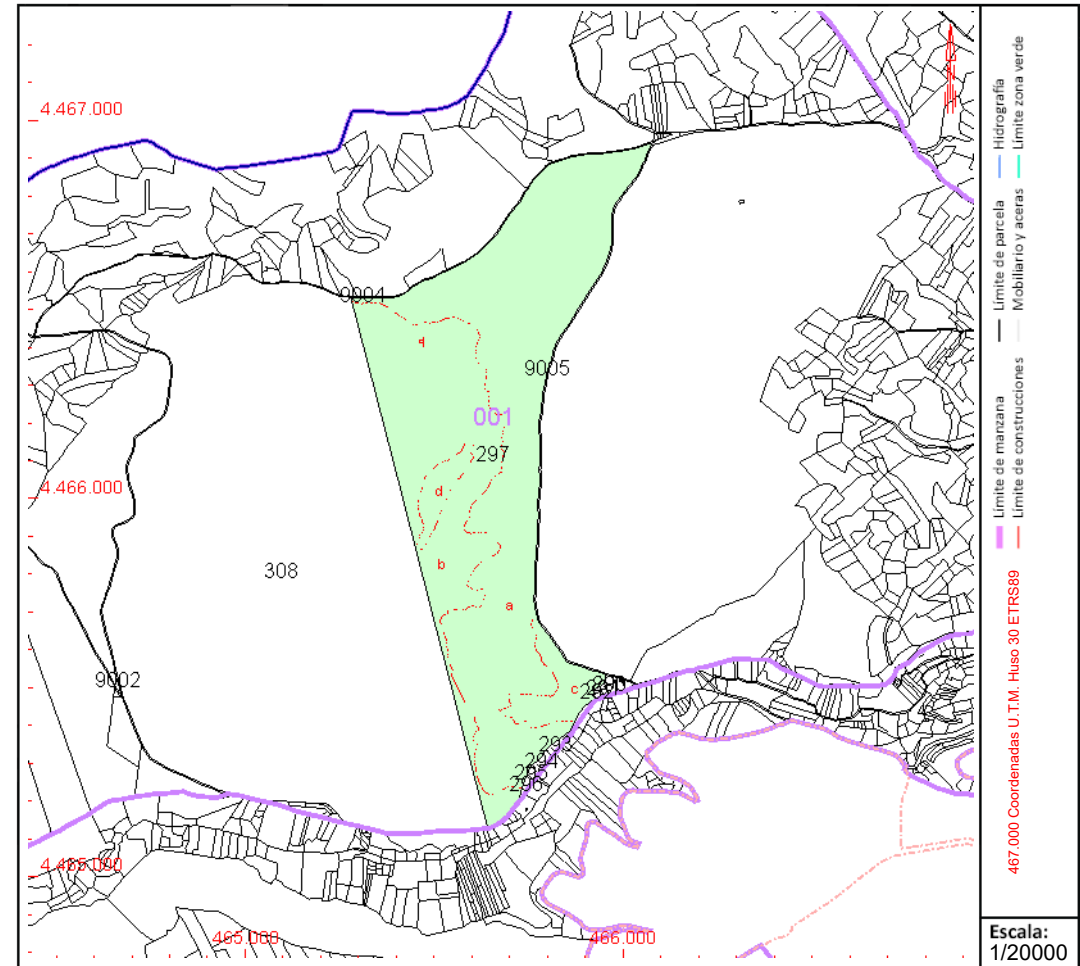 4.467.000
9001
e
9005
001
297
4.466.000
d
b
308
a
9002
c
293
294
295
296
4.465.000
465.000
466.000
Hidrografía
Límite zona verde
Límite de parcela
Mobiliario y aceras
Límite de manzana
Límite de construcciones
467.000 Coordenadas U.T.M. Huso 30 ETRS89
Escala:
1/20000